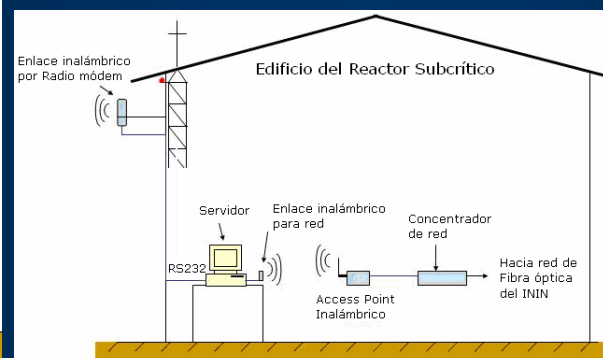 Enlace inalámbrico
por Radio módem
Edificio del Reactor Subcrítico
Servidor
Enlace inalámbrico
para red
Concentrador
de red
RS232
Access Point
Inalámbrico
Hacia red de
Fibra óptica
del ININ